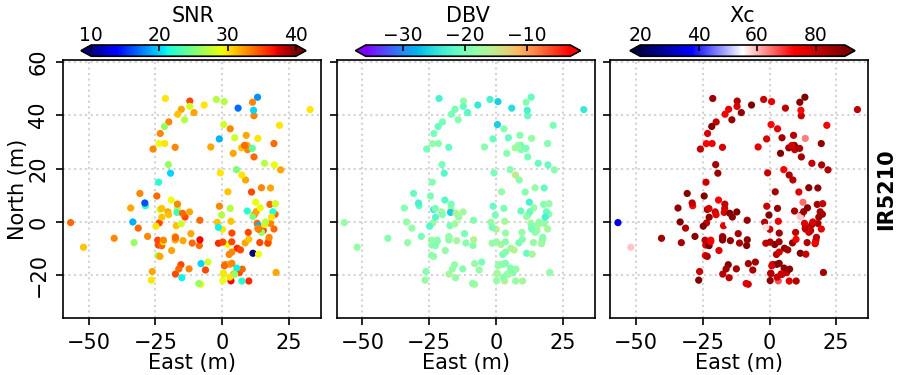 SNR DBV Xc
10 20 30 40 −30 −20 −10 20 40 60 80
60
40
20
0
−20
North (m)
−50 −25 0 25 −50 −25 0 25 −50 −25 0 25
East (m) East (m) East (m)
IR5210